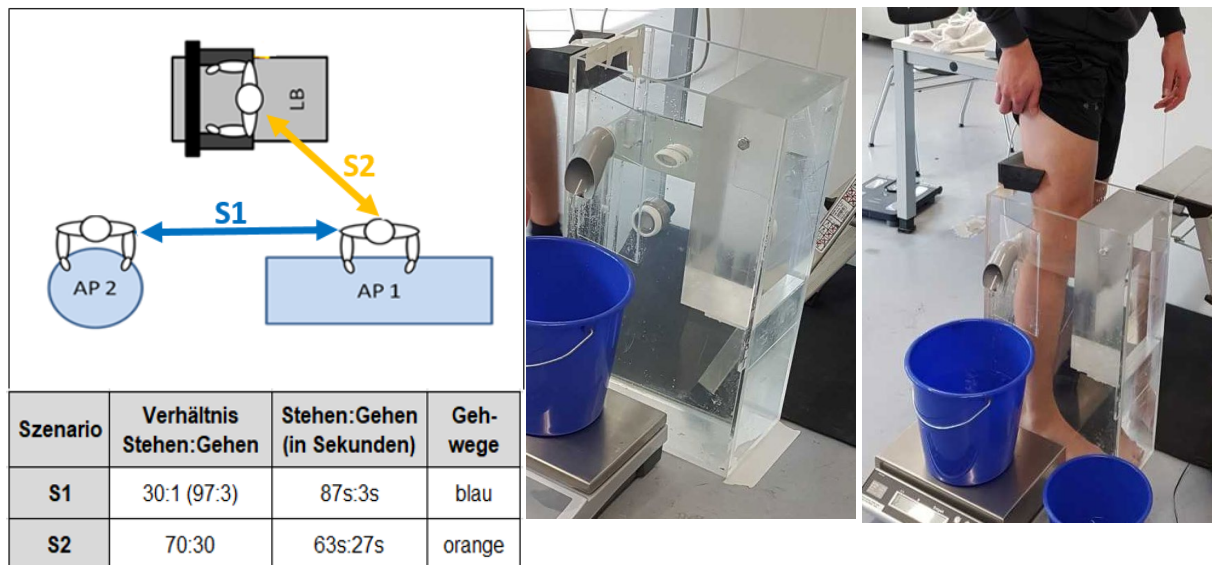 LB
S2
S1
AP 2
AP 1
Szenario Verhältnis Stehen:Gehen Stehen:Gehen (in Sekunden) Geh-wege
S1 30:1 (97:3) 87s:3s blau
S2 70:30 63s:27s orange